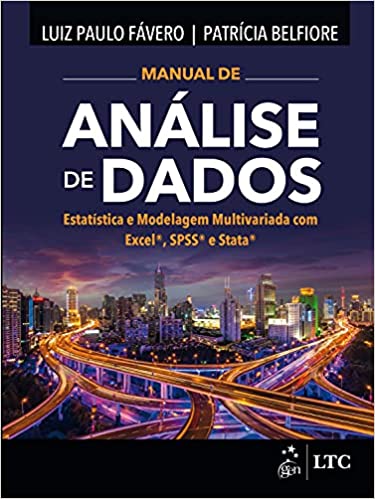 LUIZ PAULO FÁVERO | PATRÍCIA BELFIORE
MANUAL DE
ANÁLISE
DE DADOS
Estatística e Modelagem Multivariada com
Excel®, SPSS® e Stata®
gen
LTC